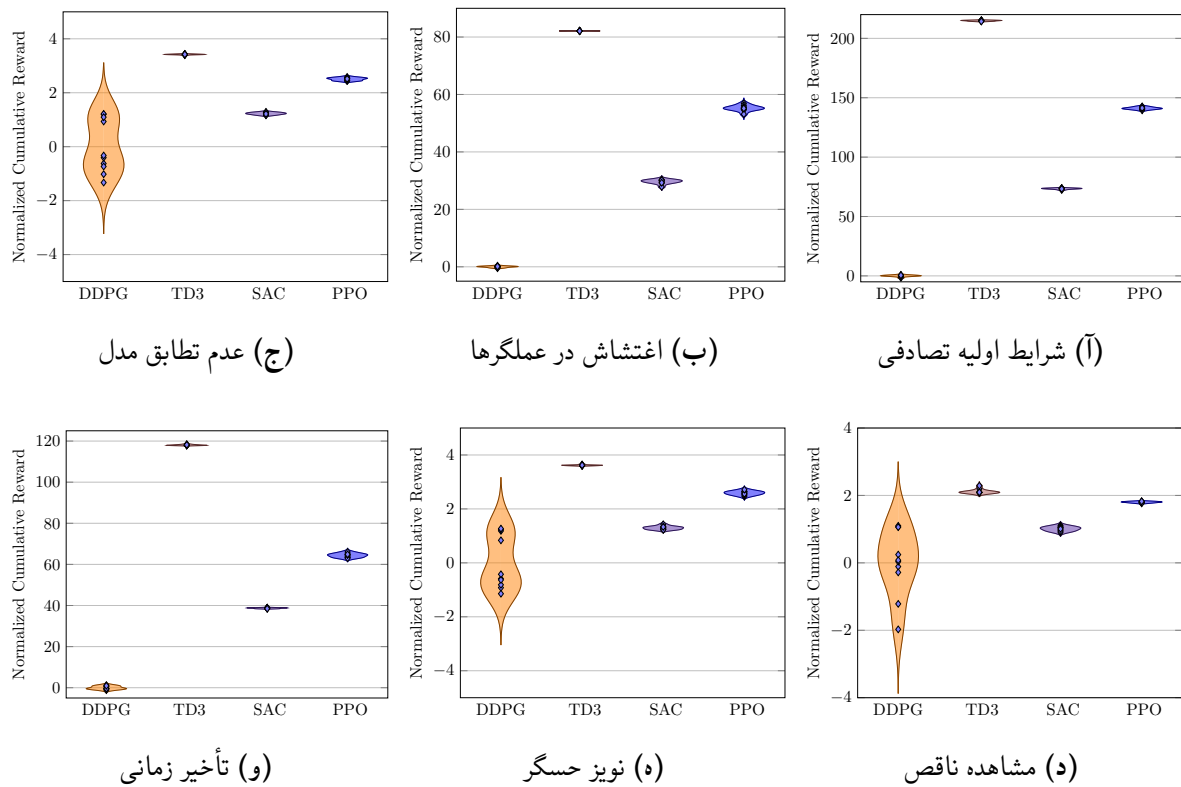 Normalized Cumulative Reward
200
150
100
50
0
DDPG TD3 SAC PPO
(آ) شرایط اولیه تصادفی
Normalized Cumulative Reward
80
60
40
20
0
DDPG TD3 SAC PPO
(ب) اغتشاش در عملگرها
Normalized Cumulative Reward
4
2
0
−2
−4
DDPG TD3 SAC PPO
(ج) عدم تطابق مدل
Normalized Cumulative Reward
4
2
0
−2
−4
DDPG TD3 SAC PPO
(د) مشاهده ناقص
Normalized Cumulative Reward
4
2
0
−2
−4
DDPG TD3 SAC PPO
(ه) نویز حسگر
Normalized Cumulative Reward
120
100
80
60
40
20
0
DDPG TD3 SAC PPO
(و) تأخیر زمانی